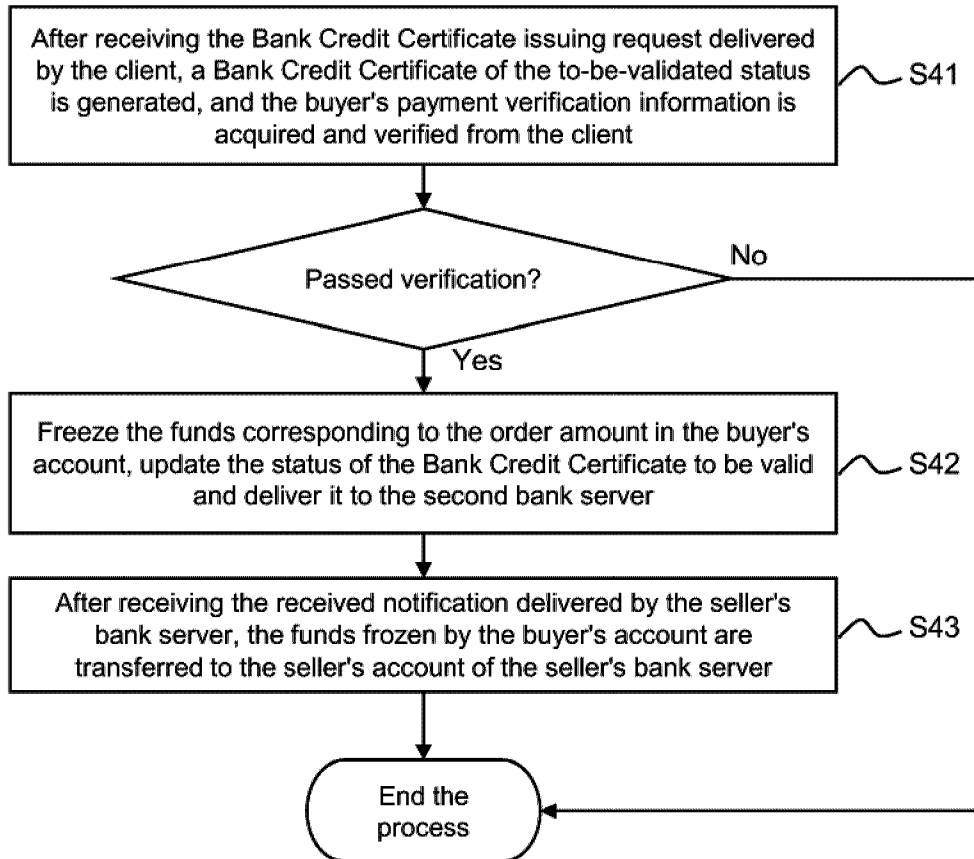 After receiving the Bank Credit Certificate issuing request delivered
by the client, a Bank Credit Certificate of the to-be-validated status
is generated, and the buyer's payment verification information is
acquired and verified from the client
S41
Passed verification?
No
Yes
Freeze the funds corresponding to the order amount in the buyer's
account, update the status of the Bank Credit Certificate to be valid
and deliver it to the second bank server
S42
After receiving the received notification delivered by the seller's
bank server, the funds frozen by the buyer's account are
transferred to the seller's account of the seller's bank server
S43
End the
process